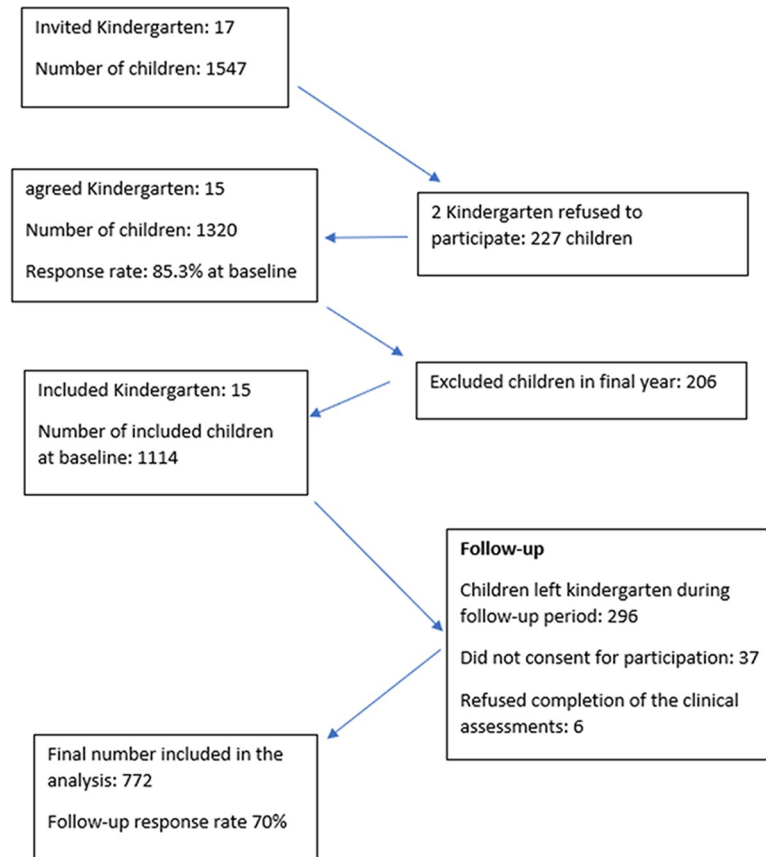 Invited Kindergarten: 17
Number of children: 1547
2 Kindergarten refused to
participate: 227 children
agreed Kindergarten: 15
Number of children: 1320
Response rate: 85.3% at baseline
Excluded children in final year: 206
Included Kindergarten: 15
Number of included children
at baseline: 1114
Follow-up
Children left kindergarten during
follow-up period: 296
Did not consent for participation: 37
Refused completion of the clinical
assessments: 6
Final number included in the
analysis: 772
Follow-up response rate 70%